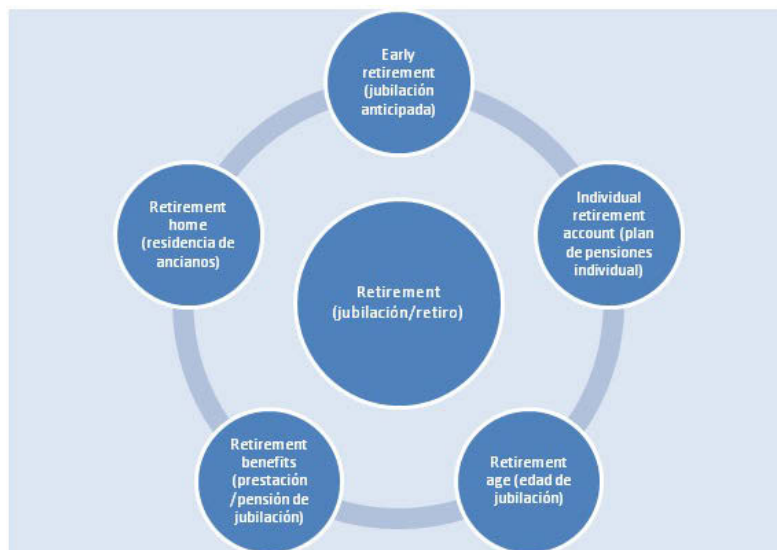 Early
retirement
(jubilación
anticipada)
Individual
retirement
account (plan
de pensiones
individual)
Retirement
age (edad de
jubilación)
Retirement
benefits
(prestación
/pensión de
jubilación)
Retirement
home
(residencia de
ancianos)
Retirement
(jubilación/retiro)